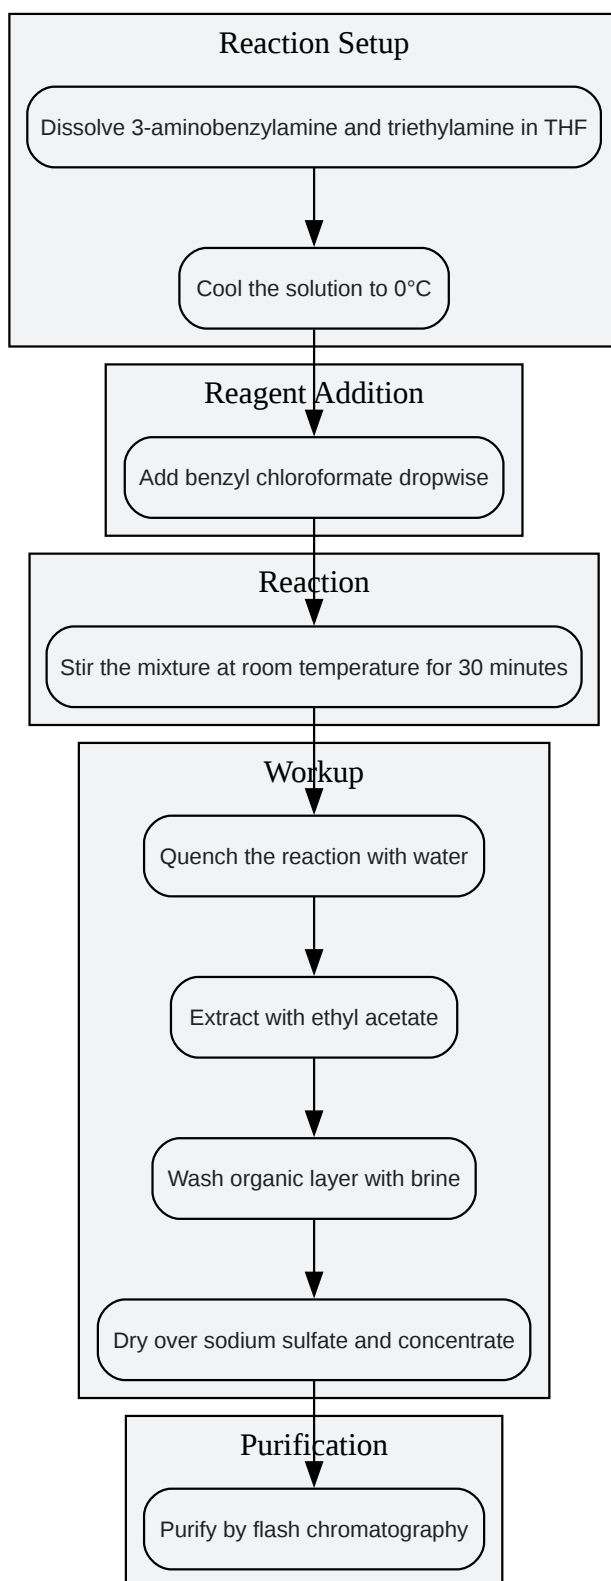 Reaction Setup
Dissolve 3-aminobenzylamine and triethylamine in THF
Cool the solution to 0°C
Reagent Addition
Add benzyl chloroformate dropwise
Reaction
Stir the mixture at room temperature for 30 minutes
Workup
Quench the reaction with water
Extract with ethyl acetate
Wash organic layer with brine
Dry over sodium sulfate and concentrate
Purification
Purify by flash chromatography